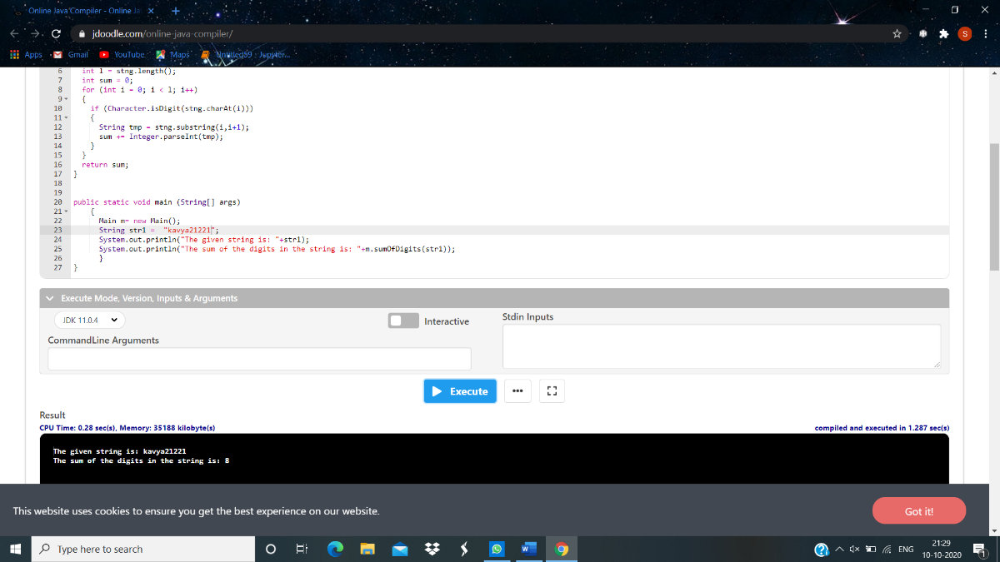 Online Java Compiler - Online Ja
jdoodle.com/online-java-compiler/
S
Apps
Gmail
YouTube
Maps
Untitled59 - Jupyter...
6 int l = stng.length();
7 int sum = 0;
8 for (int i = 0; i < l; i++)
9 {
10 if (Character.isDigit(stng.charAt(i)))
11 {
12 String tmp = stng.substring(i,i+1);
13 sum += Integer.parseInt(tmp);
14 }
15 }
16 return sum;
17 }
18
19
20 public static void main (String[] args)
21 {
22 Main m= new Main();
23 String str1 = "kavya21221";
24 System.out.println("The given string is: "+str1);
25 System.out.println("The sum of the digits in the string is: "+m.sumOfDigits(str1));
26 }
27 }
Execute Mode, Version, Inputs & Arguments
JDK 11.0.4
Interactive
Stdin Inputs
CommandLine Arguments
Execute
Result
CPU Time: 0.28 sec(s), Memory: 35188 kilobyte(s)
compiled and executed in 1.287 sec(s)
The given string is: kavya21221
The sum of the digits in the string is: 8
This website uses cookies to ensure you get the best experience on our website.
Got it!
Type here to search
ENG
21:29
10-10-2020
1